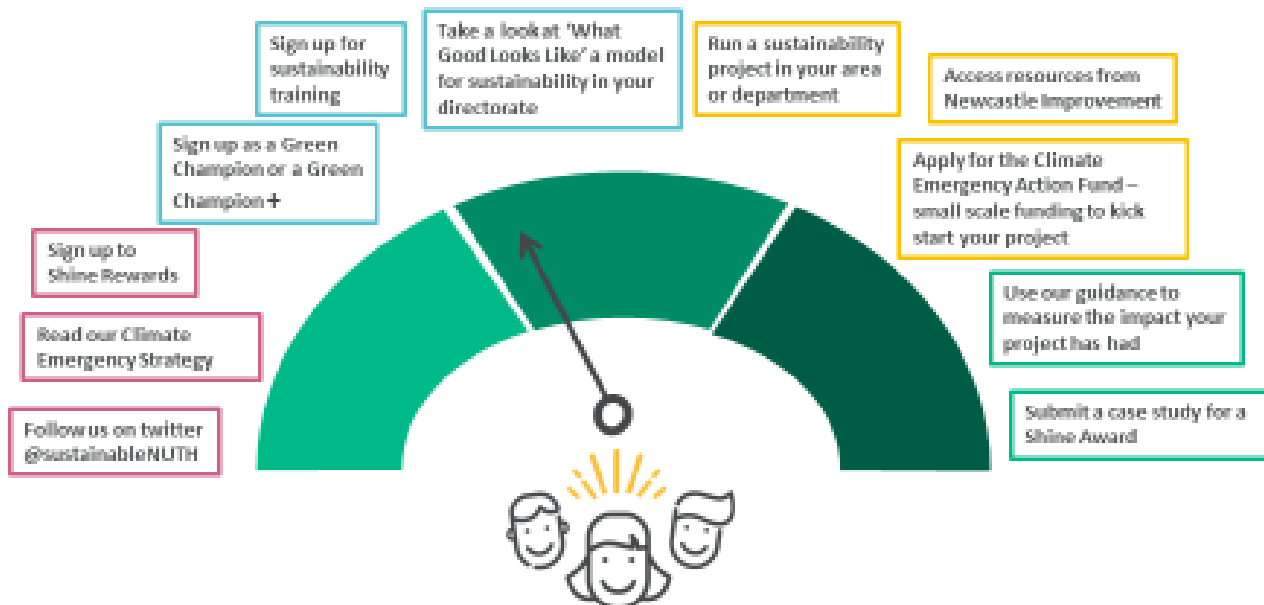 Sign up for
sustainability
training
Take a look at 'What
Good Looks Like' a model
for sustainability in your
directorate
Run a sustainability
project in your area
or department
Access resources from
Newcastle Improvement
Sign up as a Green
Champion or a Green
Champion +
Apply for the Climate
Emergency Action Fund –
small scale funding to kick
start your project
Sign up to
Shine Rewards
Use our guidance to
measure the impact your
project has had
Read our Climate
Emergency Strategy
Submit a case study for a
Shine Award
Follow us on twitter
@sustainableNUTH